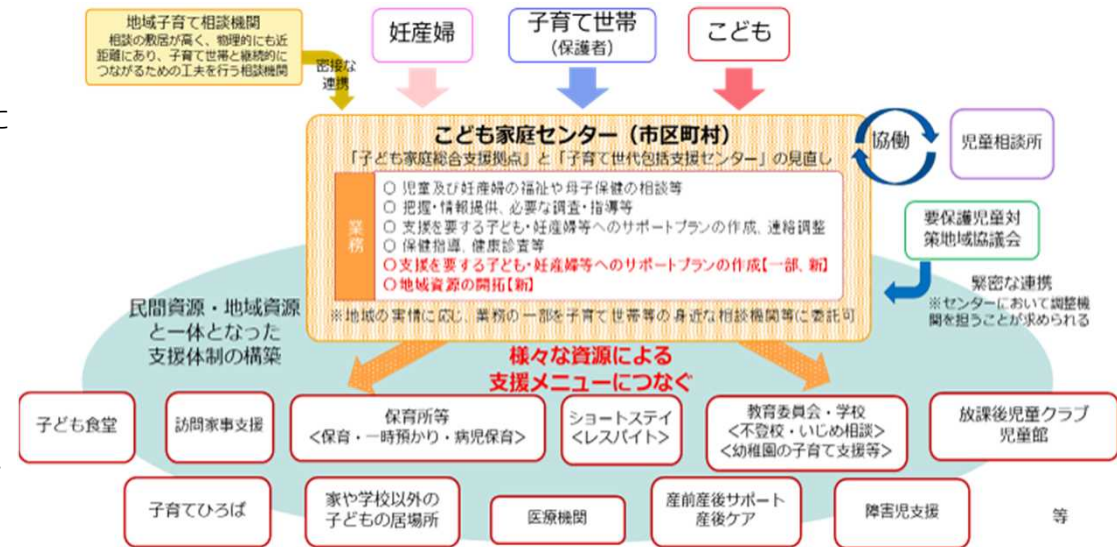 地域子育て相談機関
相談の敷居が高く、物理的にも近
距離にあり、子育て世帯と継続的に
つながるための工夫を行う相談機関
密接な
連携
妊産婦
子育て世帯
(保護者)
こども
に
こども家庭センター（市区町村）
「子ども家庭総合支援拠点」と「子育て世代包括支援センター」の見直し
業務
○ 児童及び妊産婦の福祉や母子保健の相談等
○ 把握・情報提供、必要な調査・指導等
○ 支援を要する子ども・妊産婦等へのサポートプランの作成、連絡調整
○ 保健指導、健康診査等
○支援を要する子ども・妊産婦等へのサポートプランの作成【一部、新】
○地域資源の開拓【新】
※地域の実情に応じ、業務の一部を子育て世帯等の身近な相談機関等に委託可
協働
児童相談所
要保護児童対
策地域協議会
緊密な連携
※センターにおいて調整機
関を担うことが求められる
民間資源・地域資源
と一体となった
支援体制の構築
様々な資源による
支援メニューにつなぐ
子ども食堂
訪問家事支援
保育所等
<保育・一時預かり・病児保育>
ショートステイ
<レスパイト>
教育委員会・学校
<不登校・いじめ相談>
<幼稚園の子育て支援等>
放課後児童クラブ
児童館
子育てひろば
家や学校以外の
子どもの居場所
医療機関
産前産後サポート
産後ケア
障害児支援
等